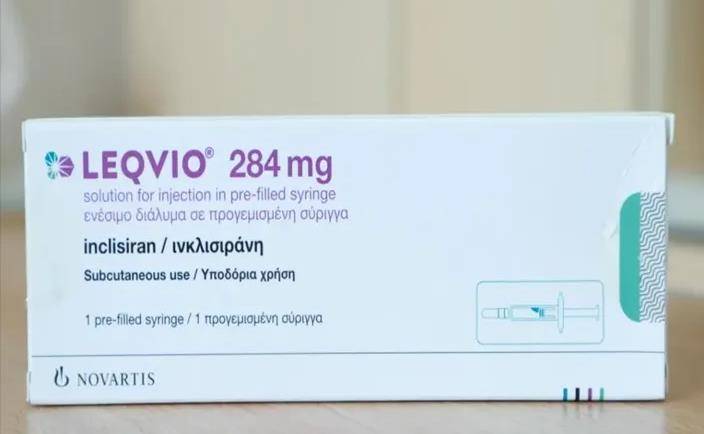 LEQVIO® 284 mg
solution for injection in pre-filled syringe
ενέσιμο διάλυμα σε προγεμισμένη σύριγγα
inclisiran / ινκλισιράνη
Subcutaneous use / Υποδόρια χρήση
1 pre-filled syringe / 1 προγεμισμένη σύριγγα
NOVARTIS